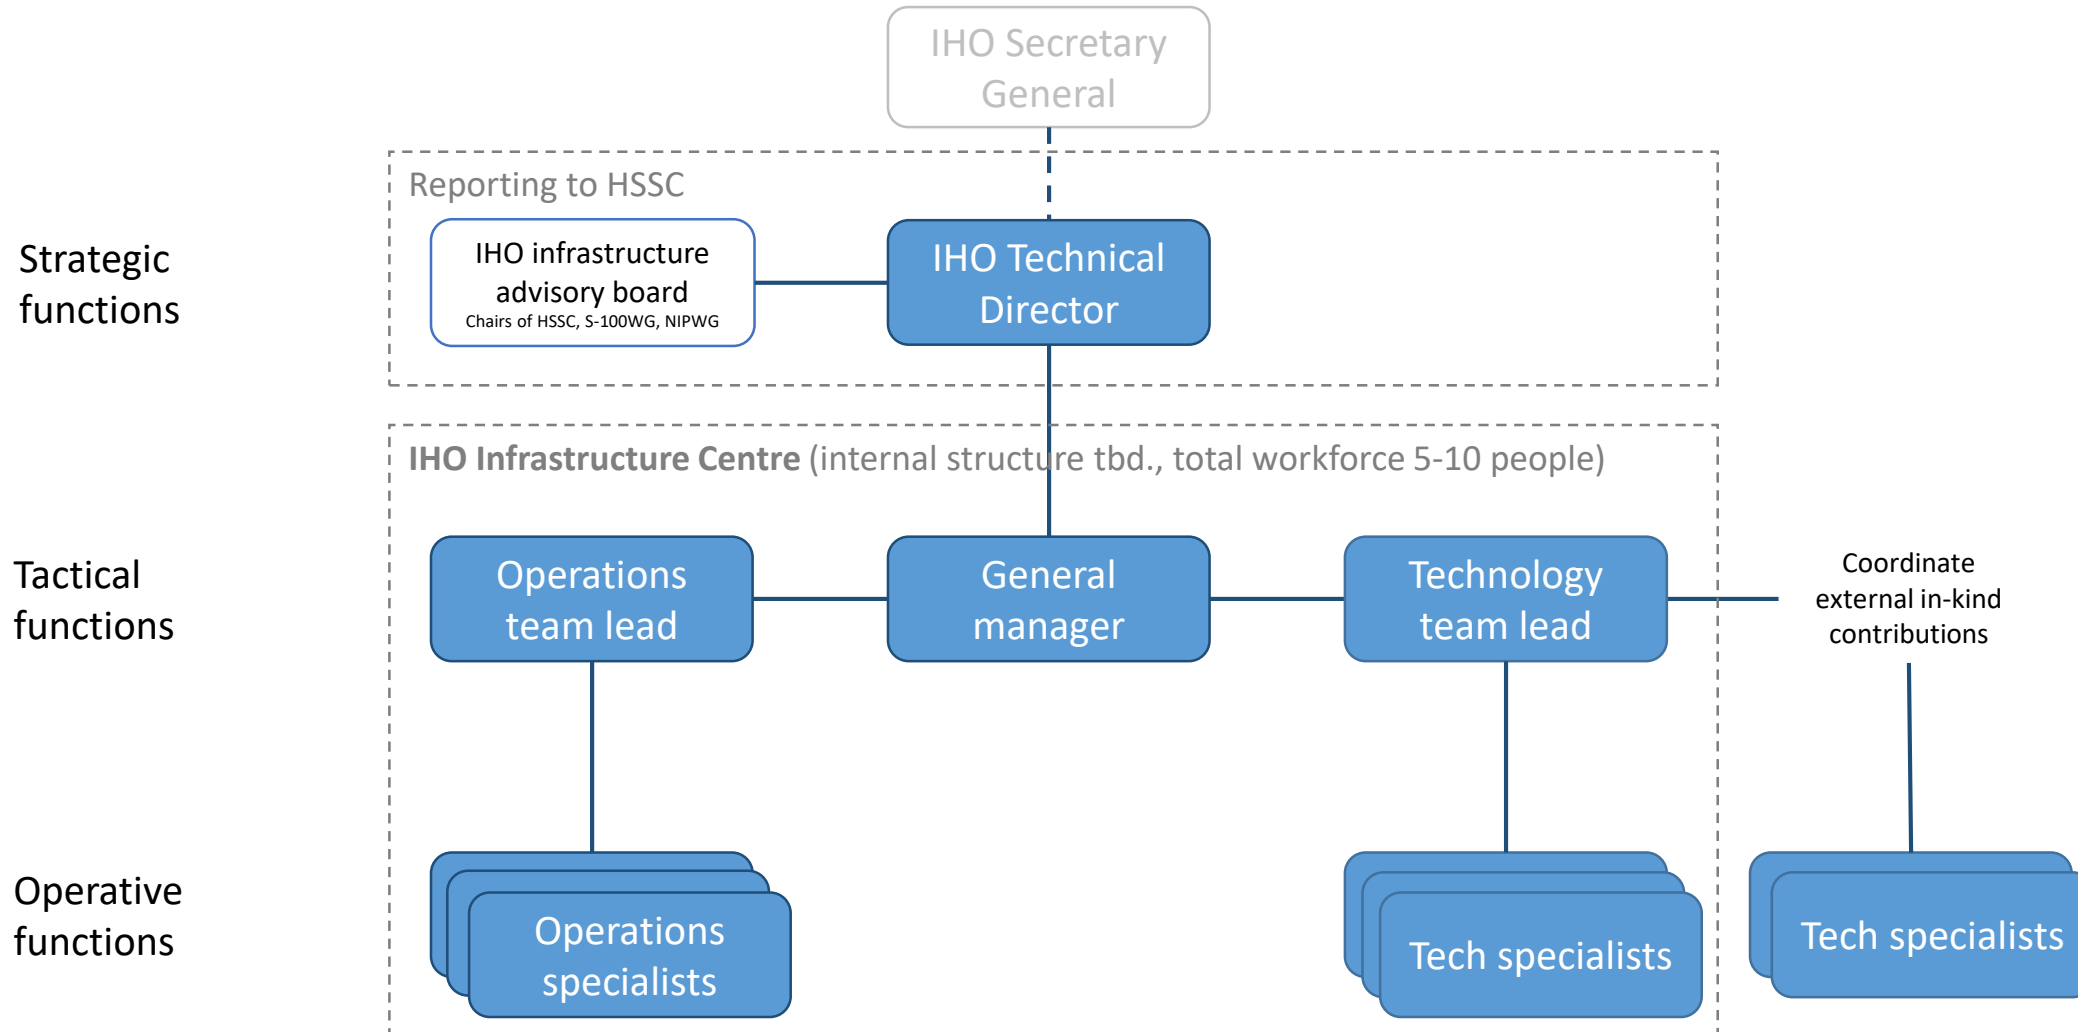 IHO Secretary
General
Reporting to HSSC
Strategic
functions
IHO infrastructure
advisory board
Chairs of HSSC, S-100WG, NIPWG
IHO Technical
Director
IHO Infrastructure Centre (internal structure tbd., total workforce 5-10 people)
Tactical
functions
Operations
team lead
General
manager
Technology
team lead
Coordinate
external in-kind
contributions
Operative
functions
Operations
specialists
Tech specialists
Tech specialists